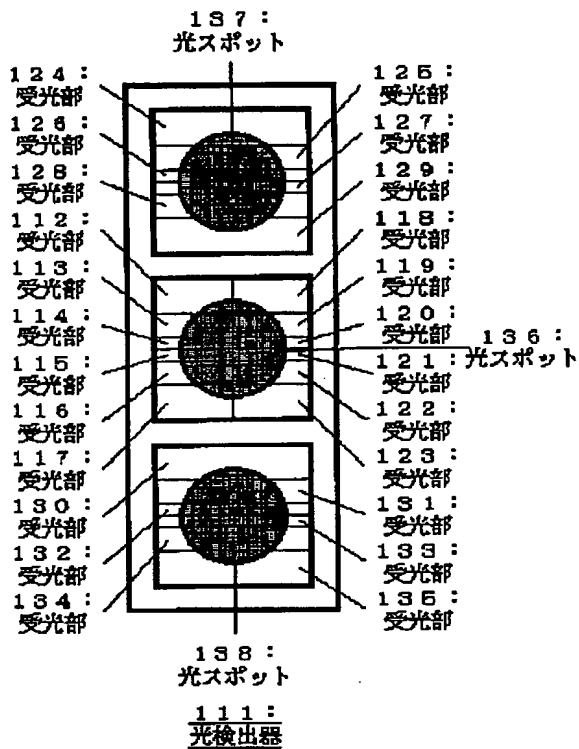 137:
光スポット
124:
受光部
126:
受光部
128:
受光部
112:
受光部
113:
受光部
114:
受光部
115:
受光部
116:
受光部
117:
受光部
130:
受光部
132:
受光部
134:
受光部
125:
受光部
127:
受光部
129:
受光部
118:
受光部
119:
受光部
120:
受光部
136:
光スポット
121:
受光部
122:
受光部
123:
受光部
131:
受光部
133:
受光部
135:
受光部
138:
光スポット
111:
光検出器